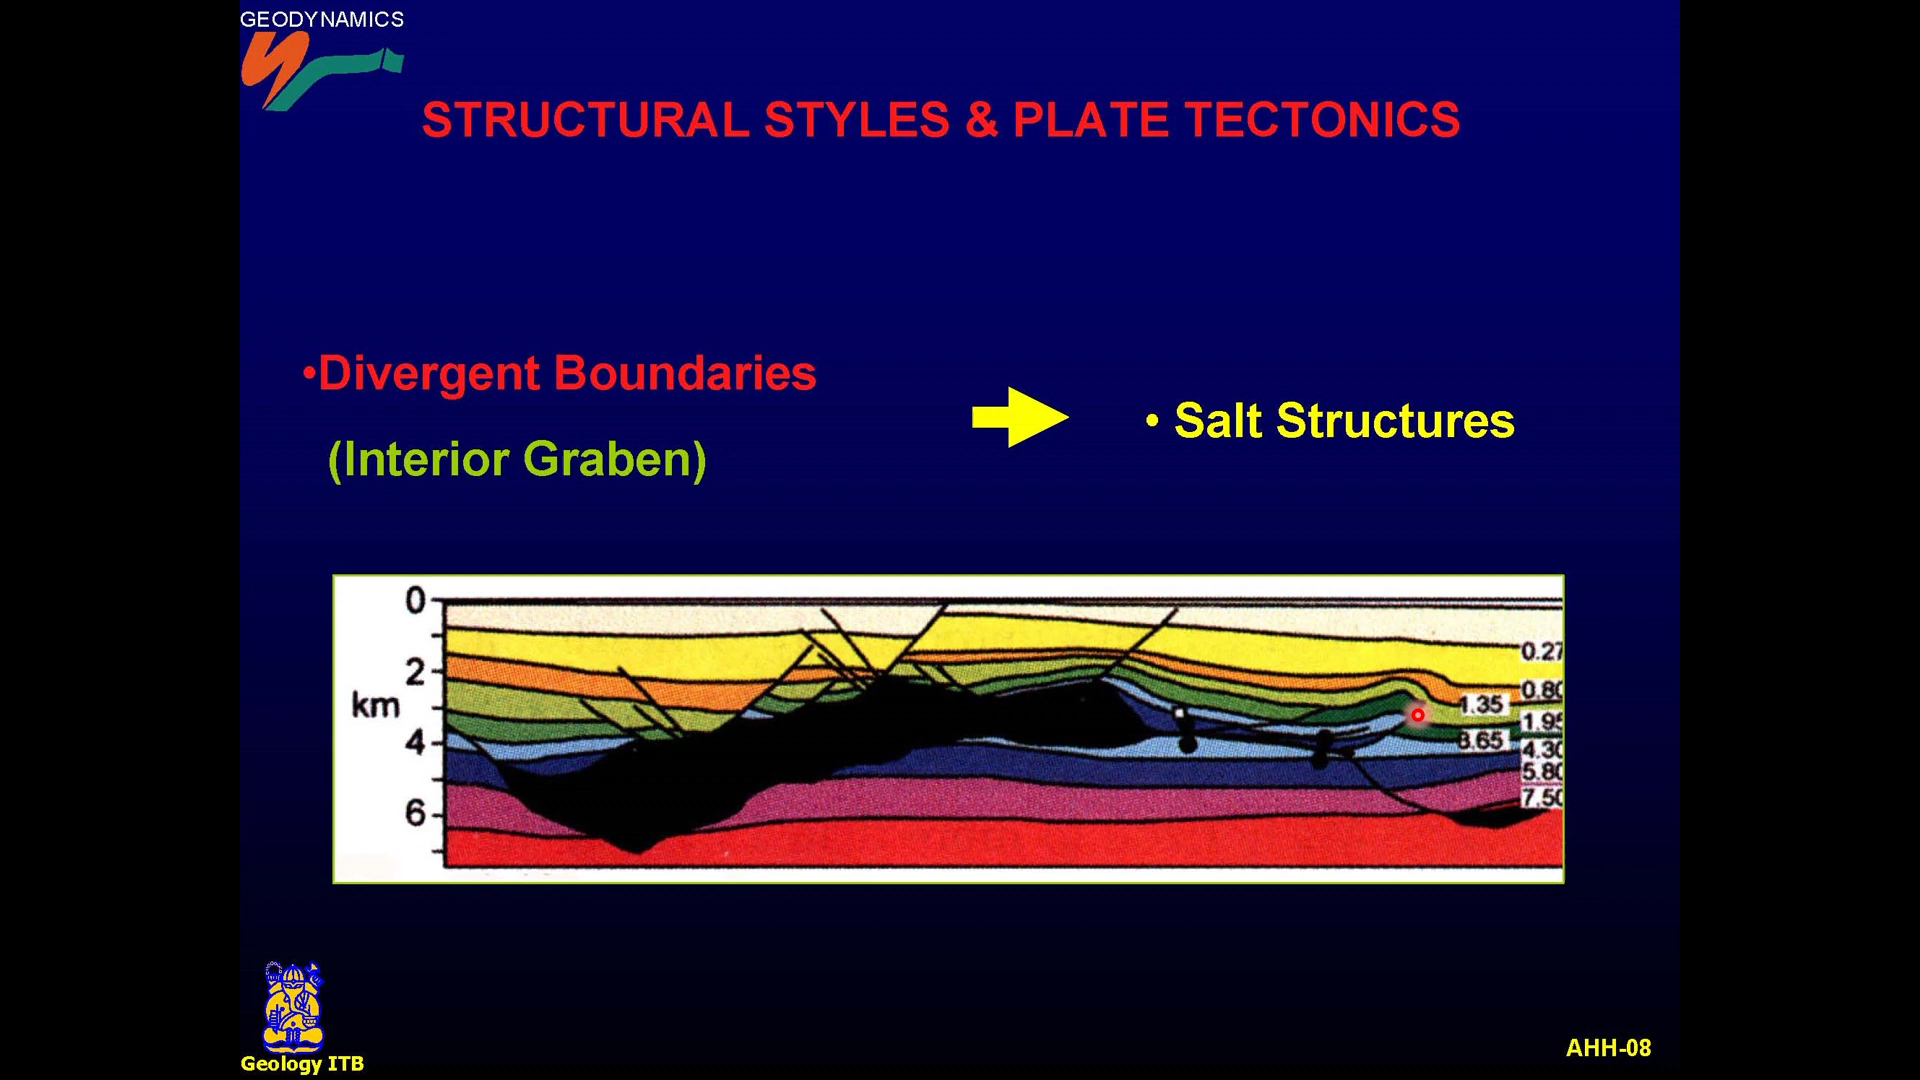 GEODYNAMICS
STRUCTURAL STYLES & PLATE TECTONICS
•Divergent Boundaries
(Interior Graben)
• Salt Structures
0
2
km
4
6
0.27
0.80
1.35
1.95
3.65
4.30
5.80
7.50
Geology ITB
AHH-08